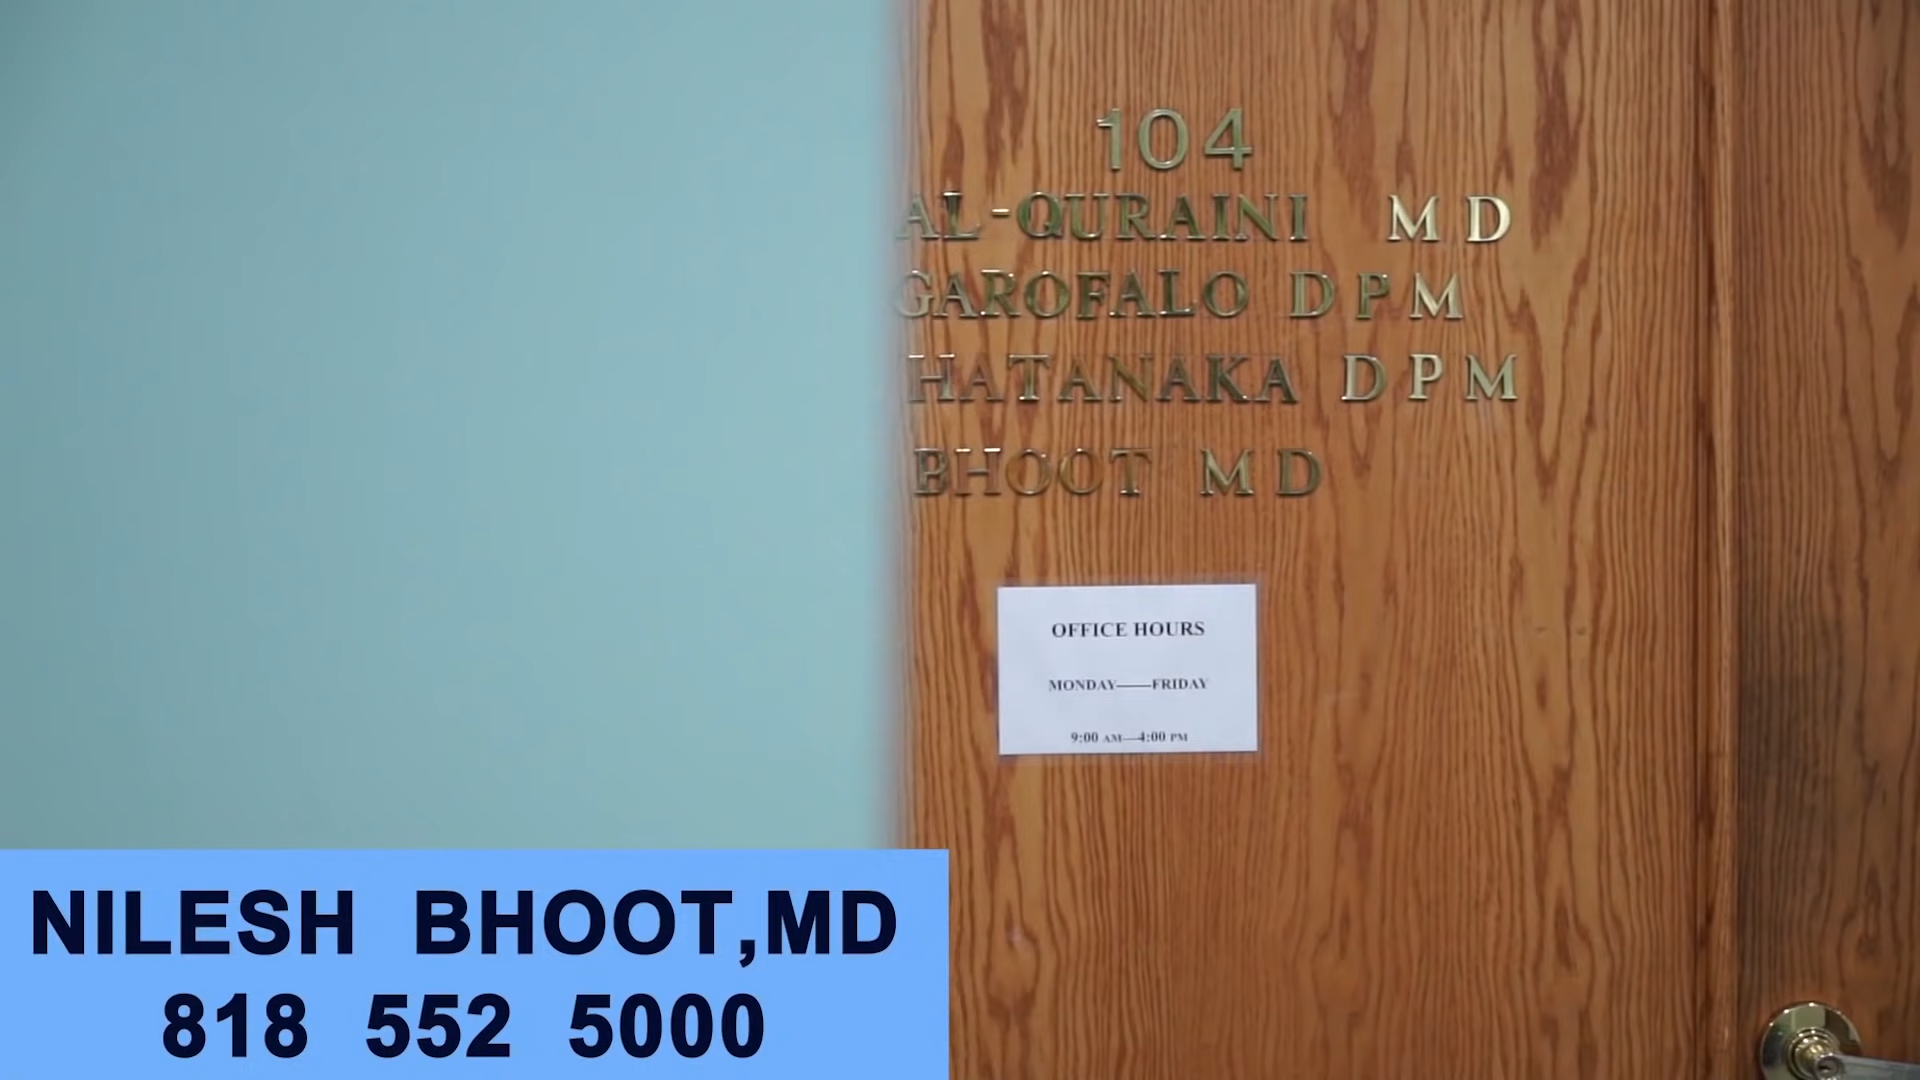 104
AL-QURAINI MD
GAROFALO DPM
HATANAKA DPM
BHOOT MD
OFFICE HOURS
MONDAY——FRIDAY
9:00 AM—4:00 PM
NILESH BHOOT,MD
818 552 5000